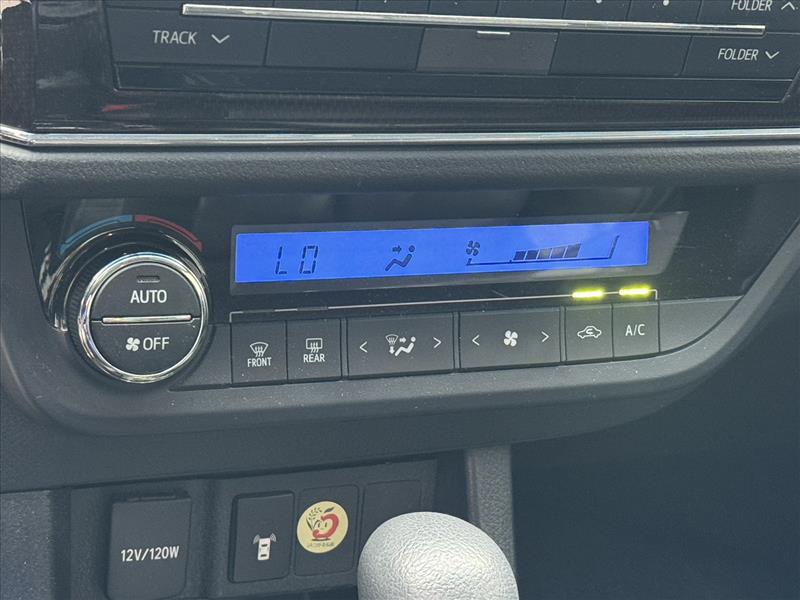 FOLDER
TRACK
FOLDER
LO
AUTO
OFF
FRONT
REAR
A/C
12V/120W